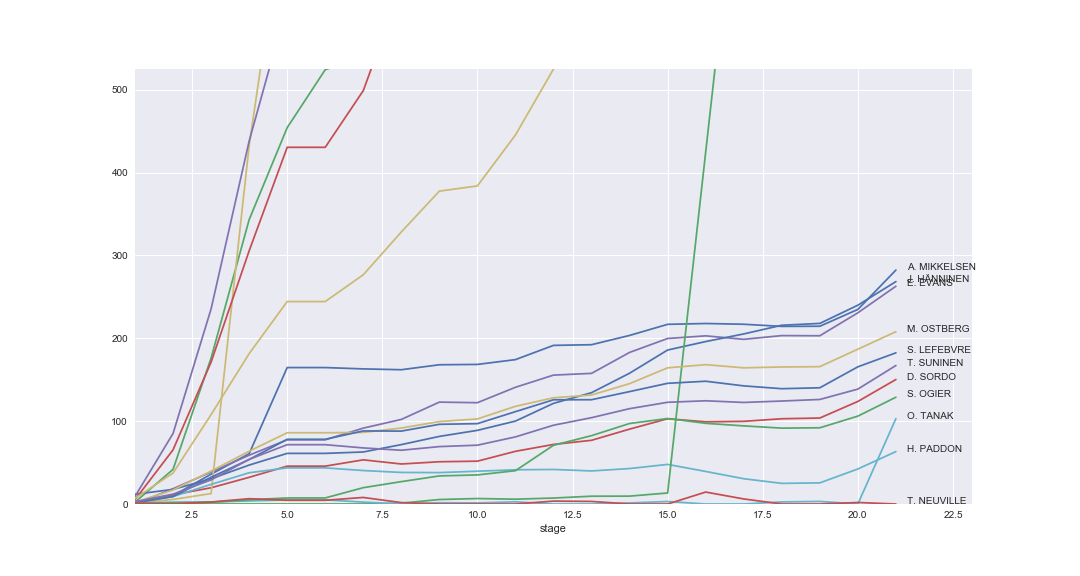 500
400
300
200
100
0
A. MIKKELSEN
J. HÄNNINEN
E. EVANS
M. OSTBERG
S. LEFEBVRE
T. SUNINEN
D. SORDO
S. OGIER
O. TANAK
H. PADDON
T. NEUVILLE
2.5 5.0 7.5 10.0 12.5 15.0 17.5 20.0 22.5
stage